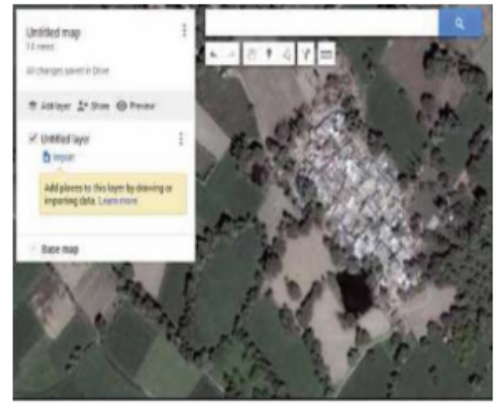 Untitled map
All changes saved in Drive
Add layer Share Preview
Untitled layer
Import
Add places to this layer by drawing or
importing data. Learn more
Base map